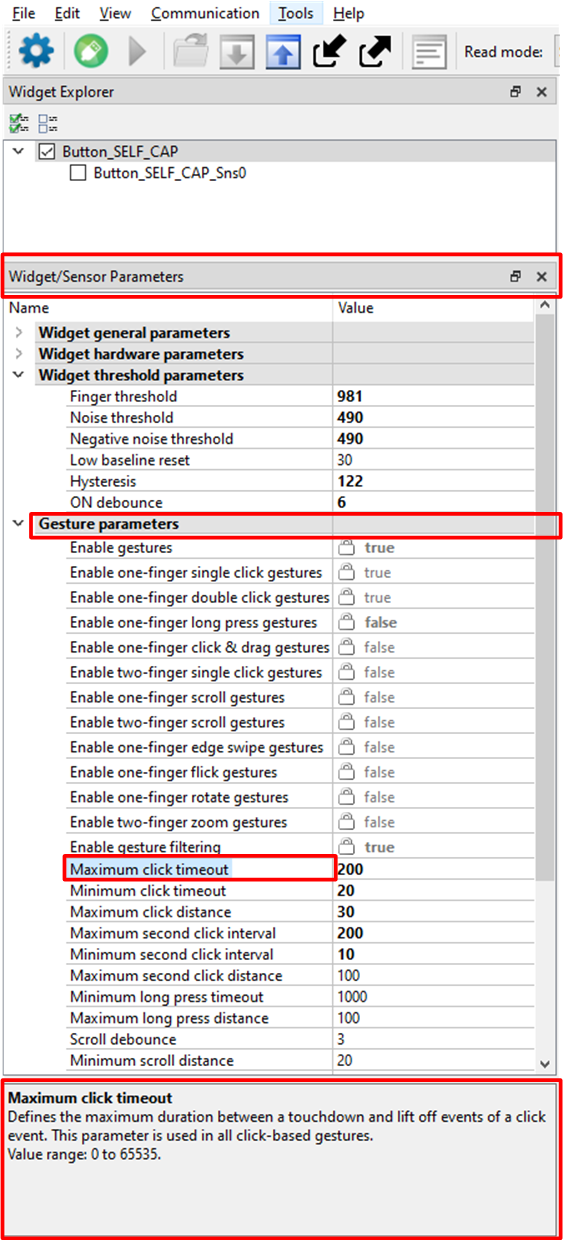 File Edit View Communication Tools Help
Read mode:
Widget Explorer
Button_SELF_CAP
Button_SELF_CAP_Sns0
Widget/Sensor Parameters
Name Value
Widget general parameters
Widget hardware parameters
Widget threshold parameters
Finger threshold 981
Noise threshold 490
Negative noise threshold 490
Low baseline reset 30
Hysteresis 122
ON debounce 6
Gesture parameters
Enable gestures true
Enable one-finger single click gestures true
Enable one-finger double click gestures true
Enable one-finger long press gestures false
Enable one-finger click & drag gestures false
Enable two-finger single click gestures false
Enable one-finger scroll gestures false
Enable two-finger scroll gestures false
Enable one-finger edge swipe gestures false
Enable one-finger flick gestures false
Enable one-finger rotate gestures false
Enable two-finger zoom gestures false
Enable gesture filtering true
Maximum click timeout 200
Minimum click timeout 20
Maximum click distance 30
Maximum second click interval 200
Minimum second click interval 10
Maximum second click distance 100
Minimum long press timeout 1000
Maximum long press distance 100
Scroll debounce 3
Minimum scroll distance 20
Maximum click timeout
Defines the maximum duration between a touchdown and lift off events of a click
event. This parameter is used in all click-based gestures.
Value range: 0 to 65535.